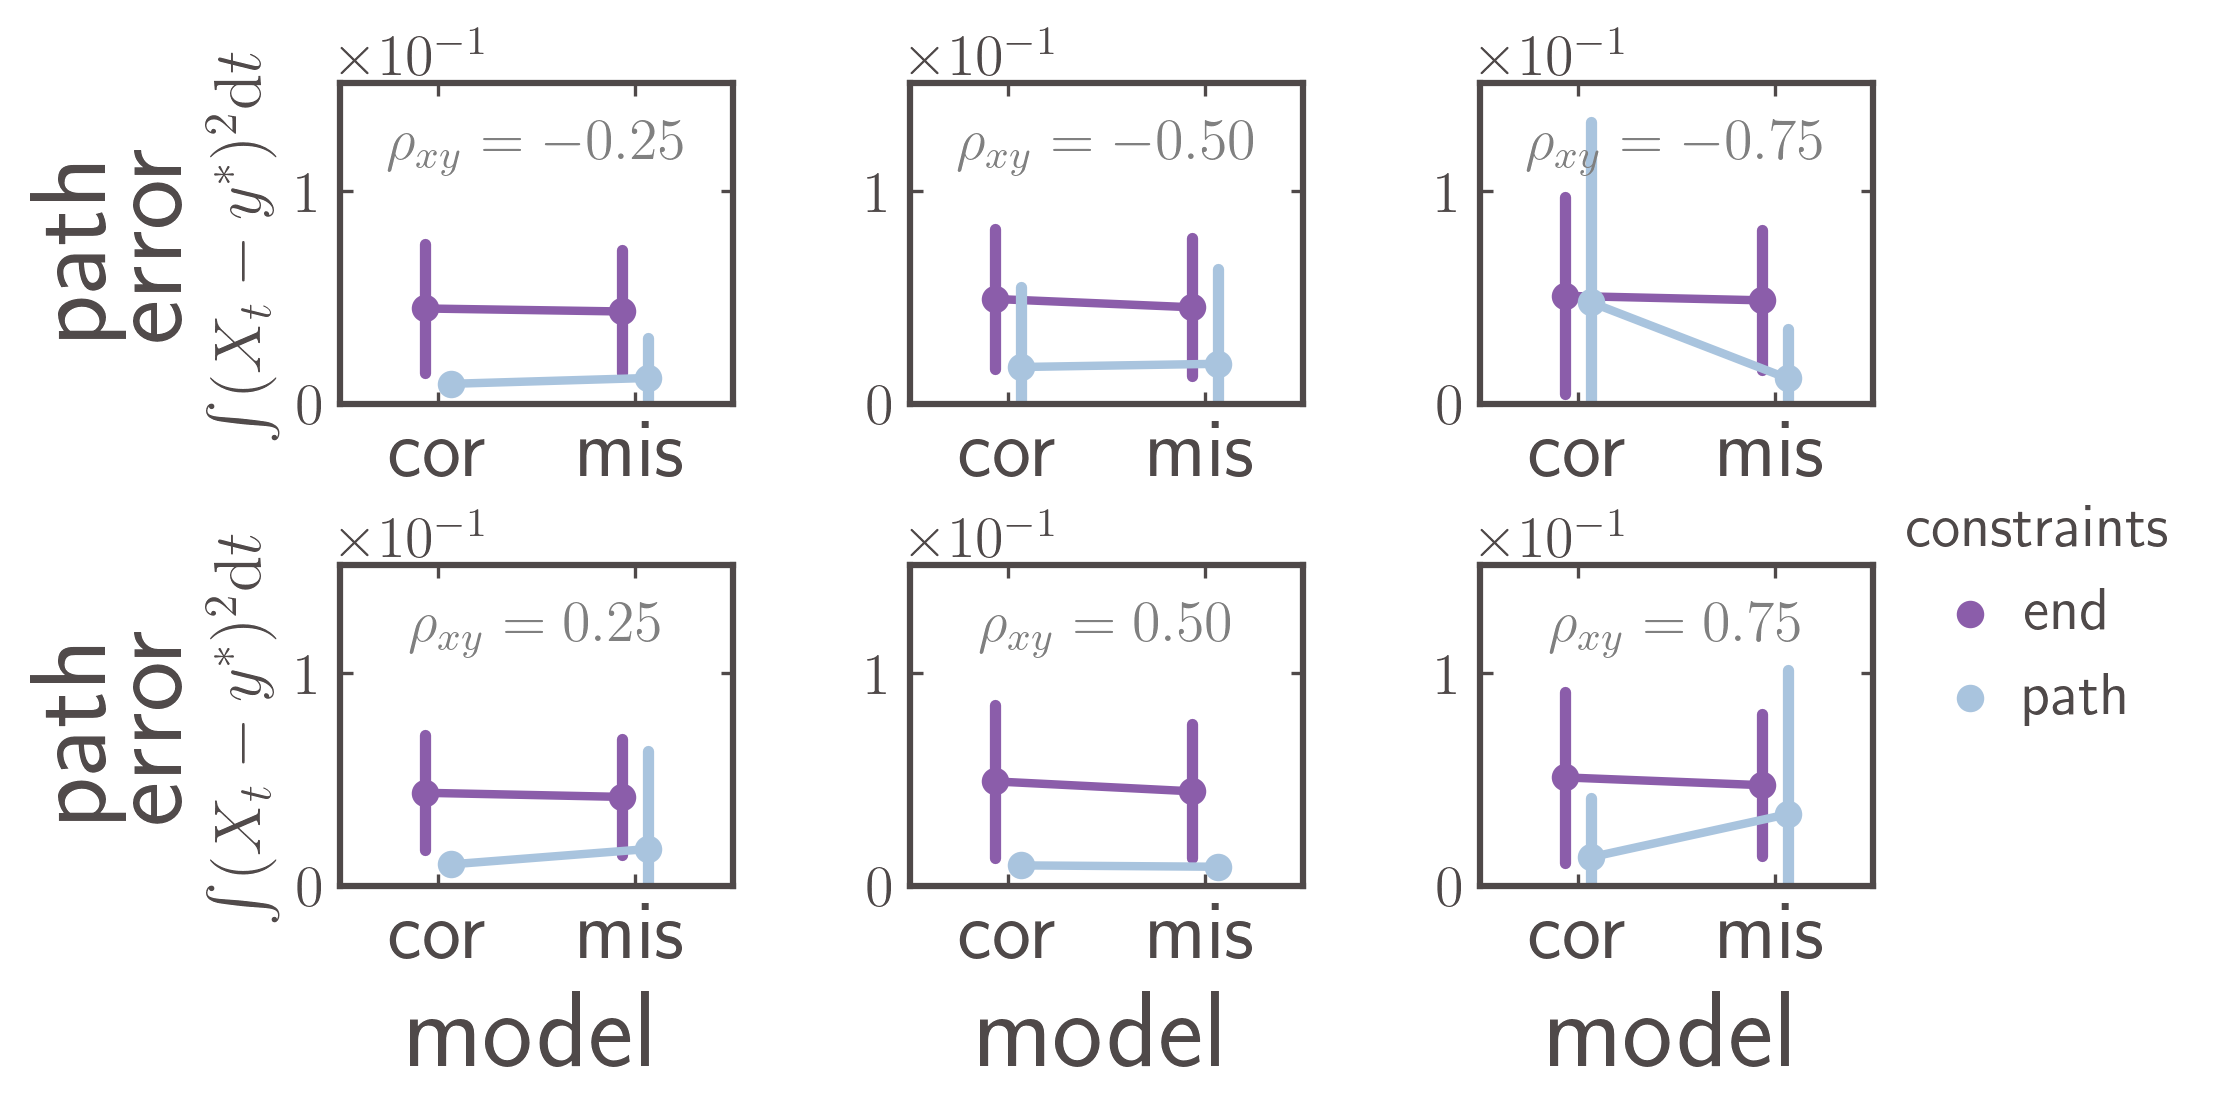 ×10⁻¹ ×10⁻¹ ×10⁻¹
path
error
∫((X_t − y*))²dt
ρ_xy = −0.25 ρ_xy = −0.50 ρ_xy = −0.75
1 1 1
0 0 0
cor mis cor mis cor mis
×10⁻¹ ×10⁻¹ ×10⁻¹
path
error
∫((X_t − y*))²dt
ρ_xy = 0.25 ρ_xy = 0.50 ρ_xy = 0.75
1 1 1
0 0 0
cor mis cor mis cor mis
model model model
constraints
end
path